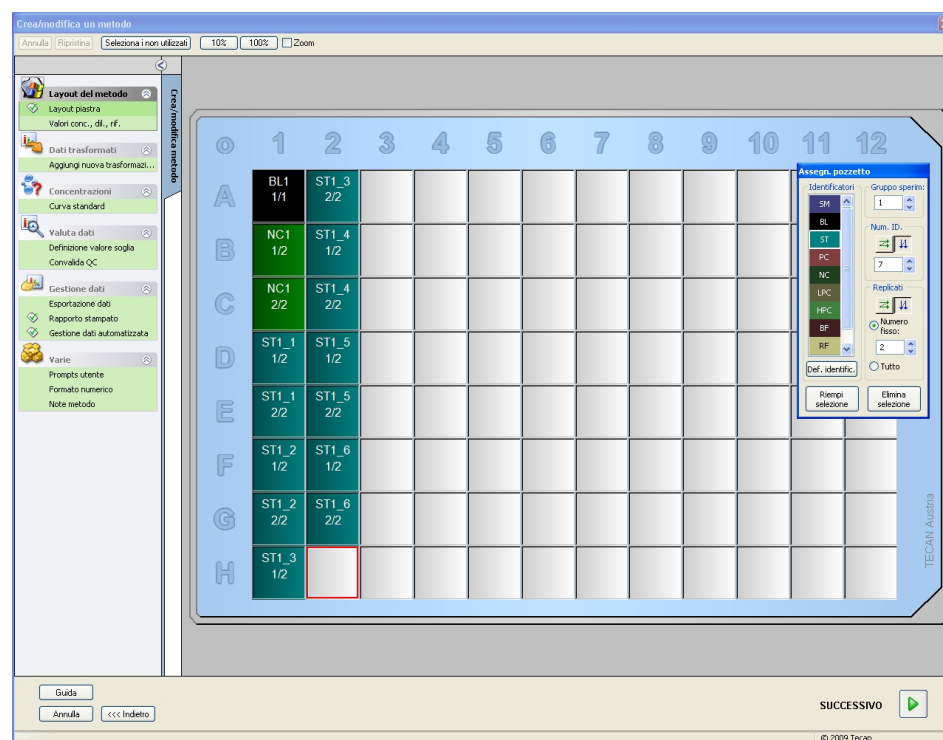 Crea/modifica un metodo
Annulla Ripristina Seleziona i non utilizzati 10% 100% Zoom
Layout del metodo
Layout piastra
Valori conc., dil., rif.
Dati trasformati
Aggiungi nuova trasformazi...
Concentrazioni
Curva standard
Valuta dati
Definizione valore soglia
Convalida QC
Gestione dati
Esportazione dati
Rapporto stampato
Gestione dati automatizzata
Varie
Prompts utente
Formato numerico
Note metodo
Crea/modifica metodo
o 1 2 3 4 5 6 7 8 9 10 11 12
A BL1 ST1_3
1/1 2/2
B NC1 ST1_4
1/2 1/2
C NC1 ST1_4
2/2 2/2
D ST1_1 ST1_5
1/2 1/2
E ST1_1 ST1_5
2/2 2/2
F ST1_2 ST1_6
1/2 1/2
G ST1_2 ST1_6
2/2 2/2
H ST1_3
1/2
Assegn. pozzetto
Identificatori
SM
BL
ST
PC
NC
LPC
HPC
BF
RF
Def. identific.
Gruppo sperim:
1
Num. ID.
7
Replicati
Numero
fisso:
2
Tutto
Riempi
selezione
Elimina
selezione
TECAN Austria
Guida
Annulla <<< Indietro
SUCCESSIVO
© 2009 Tecan